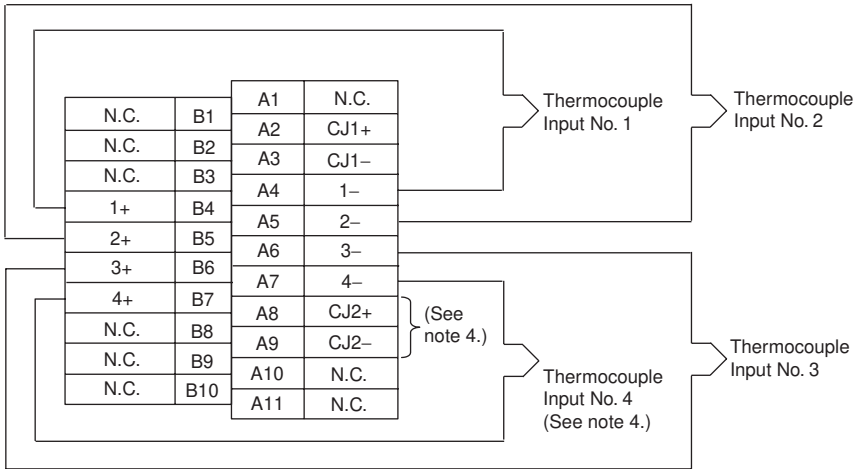 N.C. B1
N.C. B2
N.C. B3
1+ B4
2+ B5
3+ B6
4+ B7
N.C. B8
N.C. B9
N.C. B10
A1 N.C.
A2 CJ1+
A3 CJ1−
A4 1−
A5 2−
A6 3−
A7 4−
A8 CJ2+
A9 CJ2−
A10 N.C.
A11 N.C.
(See
note 4.)
Thermocouple
Input No. 1
Thermocouple
Input No. 2
Thermocouple
Input No. 4
(See note 4.)
Thermocouple
Input No. 3